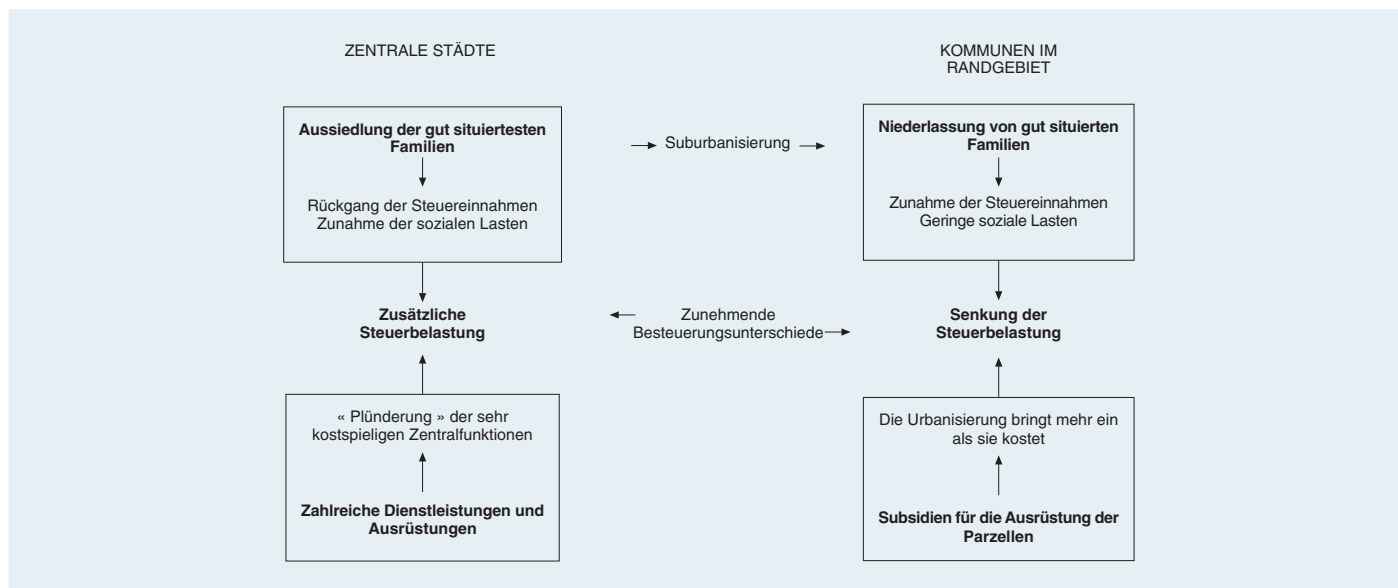 ZENTRALE STÄDTE
KOMMUNEN IM
RANDGEBIET
Aussiedlung der gut situiertesten
Familien
Rückgang der Steuereinnahmen
Zunahme der sozialen Lasten
Suburbanisierung
Niederlassung von gut situierten
Familien
Zunahme der Steuereinnahmen
Geringe soziale Lasten
Zusätzliche
Steuerbelastung
Zunehmende
Besteuerungsunterschiede
Senkung der
Steuerbelastung
« Plünderung » der sehr
kostspieligen Zentralfunktionen
Zahlreiche Dienstleistungen und
Ausrüstungen
Die Urbanisierung bringt mehr ein
als sie kostet
Subsidien für die Ausrüstung der
Parzellen